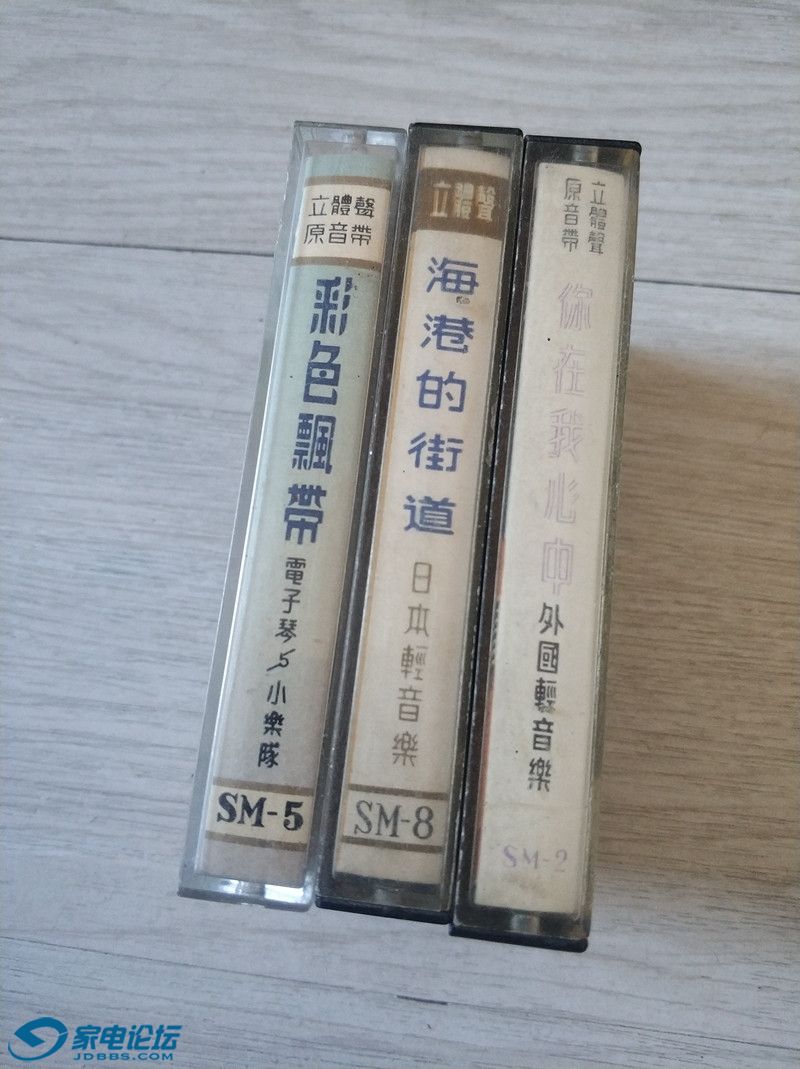 立體聲
原音帶
彩色飄帶
電子琴与小樂隊
SM-5
立體聲
海港的街道
日本輕音樂
SM-8
立體聲
原音帶
你在我心中
外國輕音樂
SM-2
家电论坛
JDBBS.COM